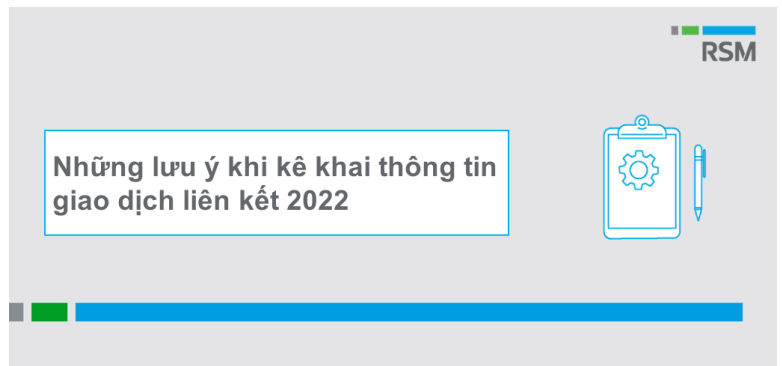 RSM
Những lưu ý khi kê khai thông tin
giao dịch liên kết 2022